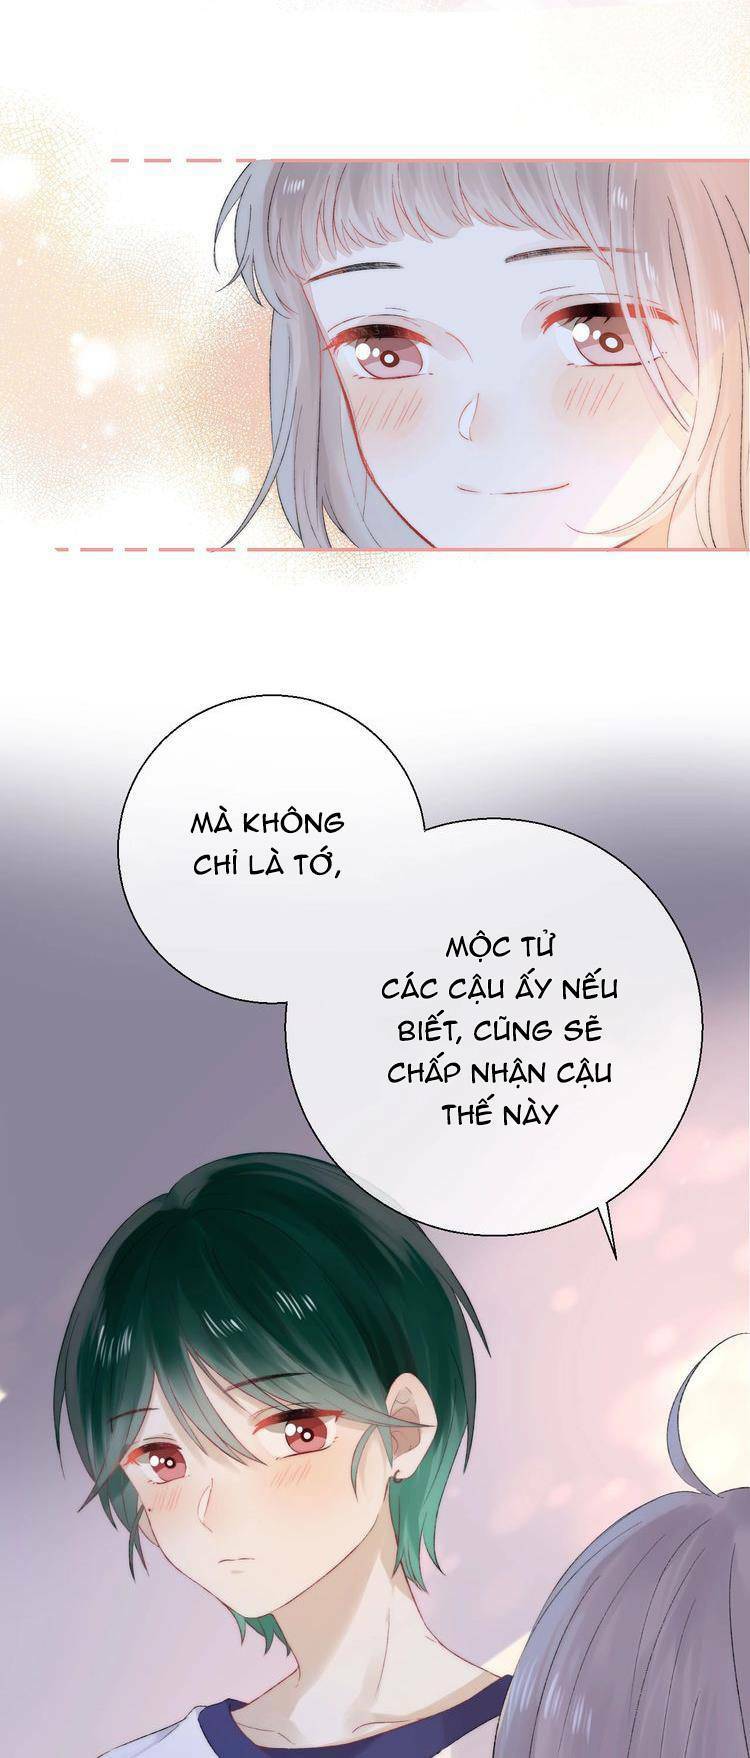 MÀ KHÔNG
CHỈ LÀ TỚ,
MỘC TỬ
CÁC CẬU ẤY NẾU
BIẾT, CŨNG SẼ
CHẤP NHẬN CẬU
THẾ NÀY